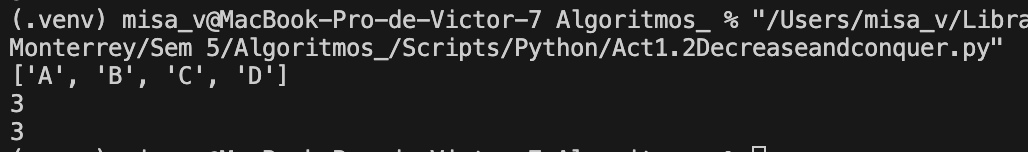 (.venv) misa_v@MacBook-Pro-de-Victor-7 Algoritmos_ % "/Users/misa_v/Libra
Monterrey/Sem 5/Algoritmos_/Scripts/Python/Act1.2Decreaseandconquer.py"
['A', 'B', 'C', 'D']
3
3